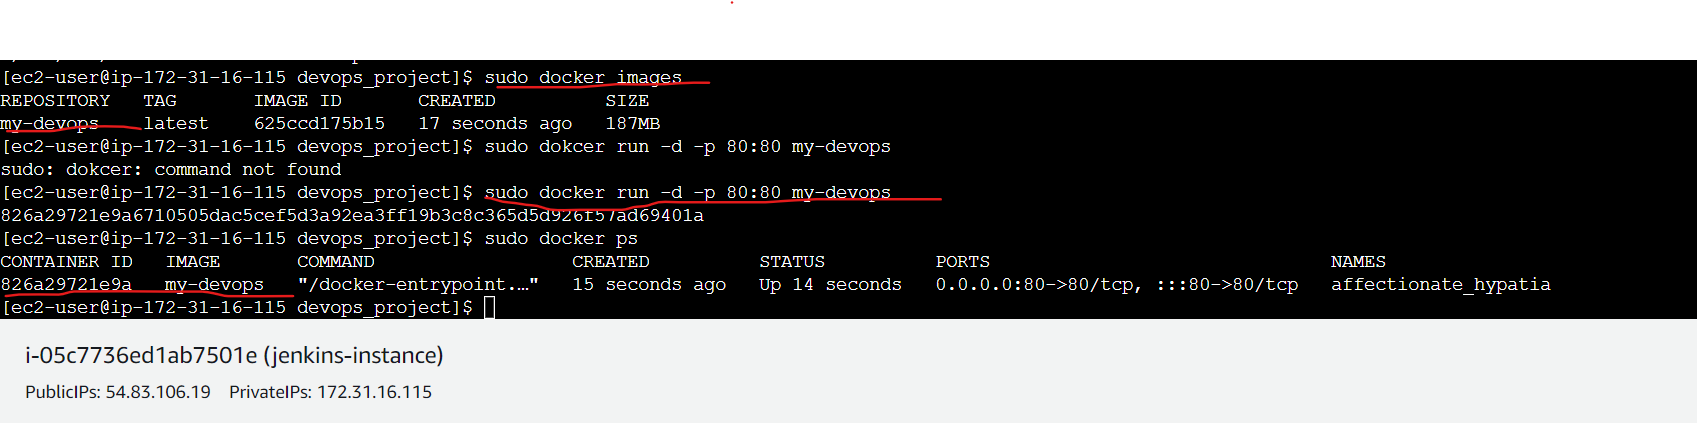 [ec2-user@ip-172-31-16-115 devops_project]$ sudo docker images
REPOSITORY TAG IMAGE ID CREATED SIZE
my-devops latest 625ccd175b15 17 seconds ago 187MB
[ec2-user@ip-172-31-16-115 devops_project]$ sudo dokcer run -d -p 80:80 my-devops
sudo: dokcer: command not found
[ec2-user@ip-172-31-16-115 devops_project]$ sudo docker run -d -p 80:80 my-devops
826a29721e9a6710505dac5cef5d3a92ea3ff19b3c8c365d5d926f57ad69401a
[ec2-user@ip-172-31-16-115 devops_project]$ sudo docker ps
CONTAINER ID IMAGE COMMAND CREATED STATUS PORTS NAMES
826a29721e9a my-devops "/docker-entrypoint.…" 15 seconds ago Up 14 seconds 0.0.0.0:80->80/tcp, :::80->80/tcp affectionate_hypatia
[ec2-user@ip-172-31-16-115 devops_project]$
i-05c7736ed1ab7501e (jenkins-instance)
PublicIPs: 54.83.106.19 PrivateIPs: 172.31.16.115